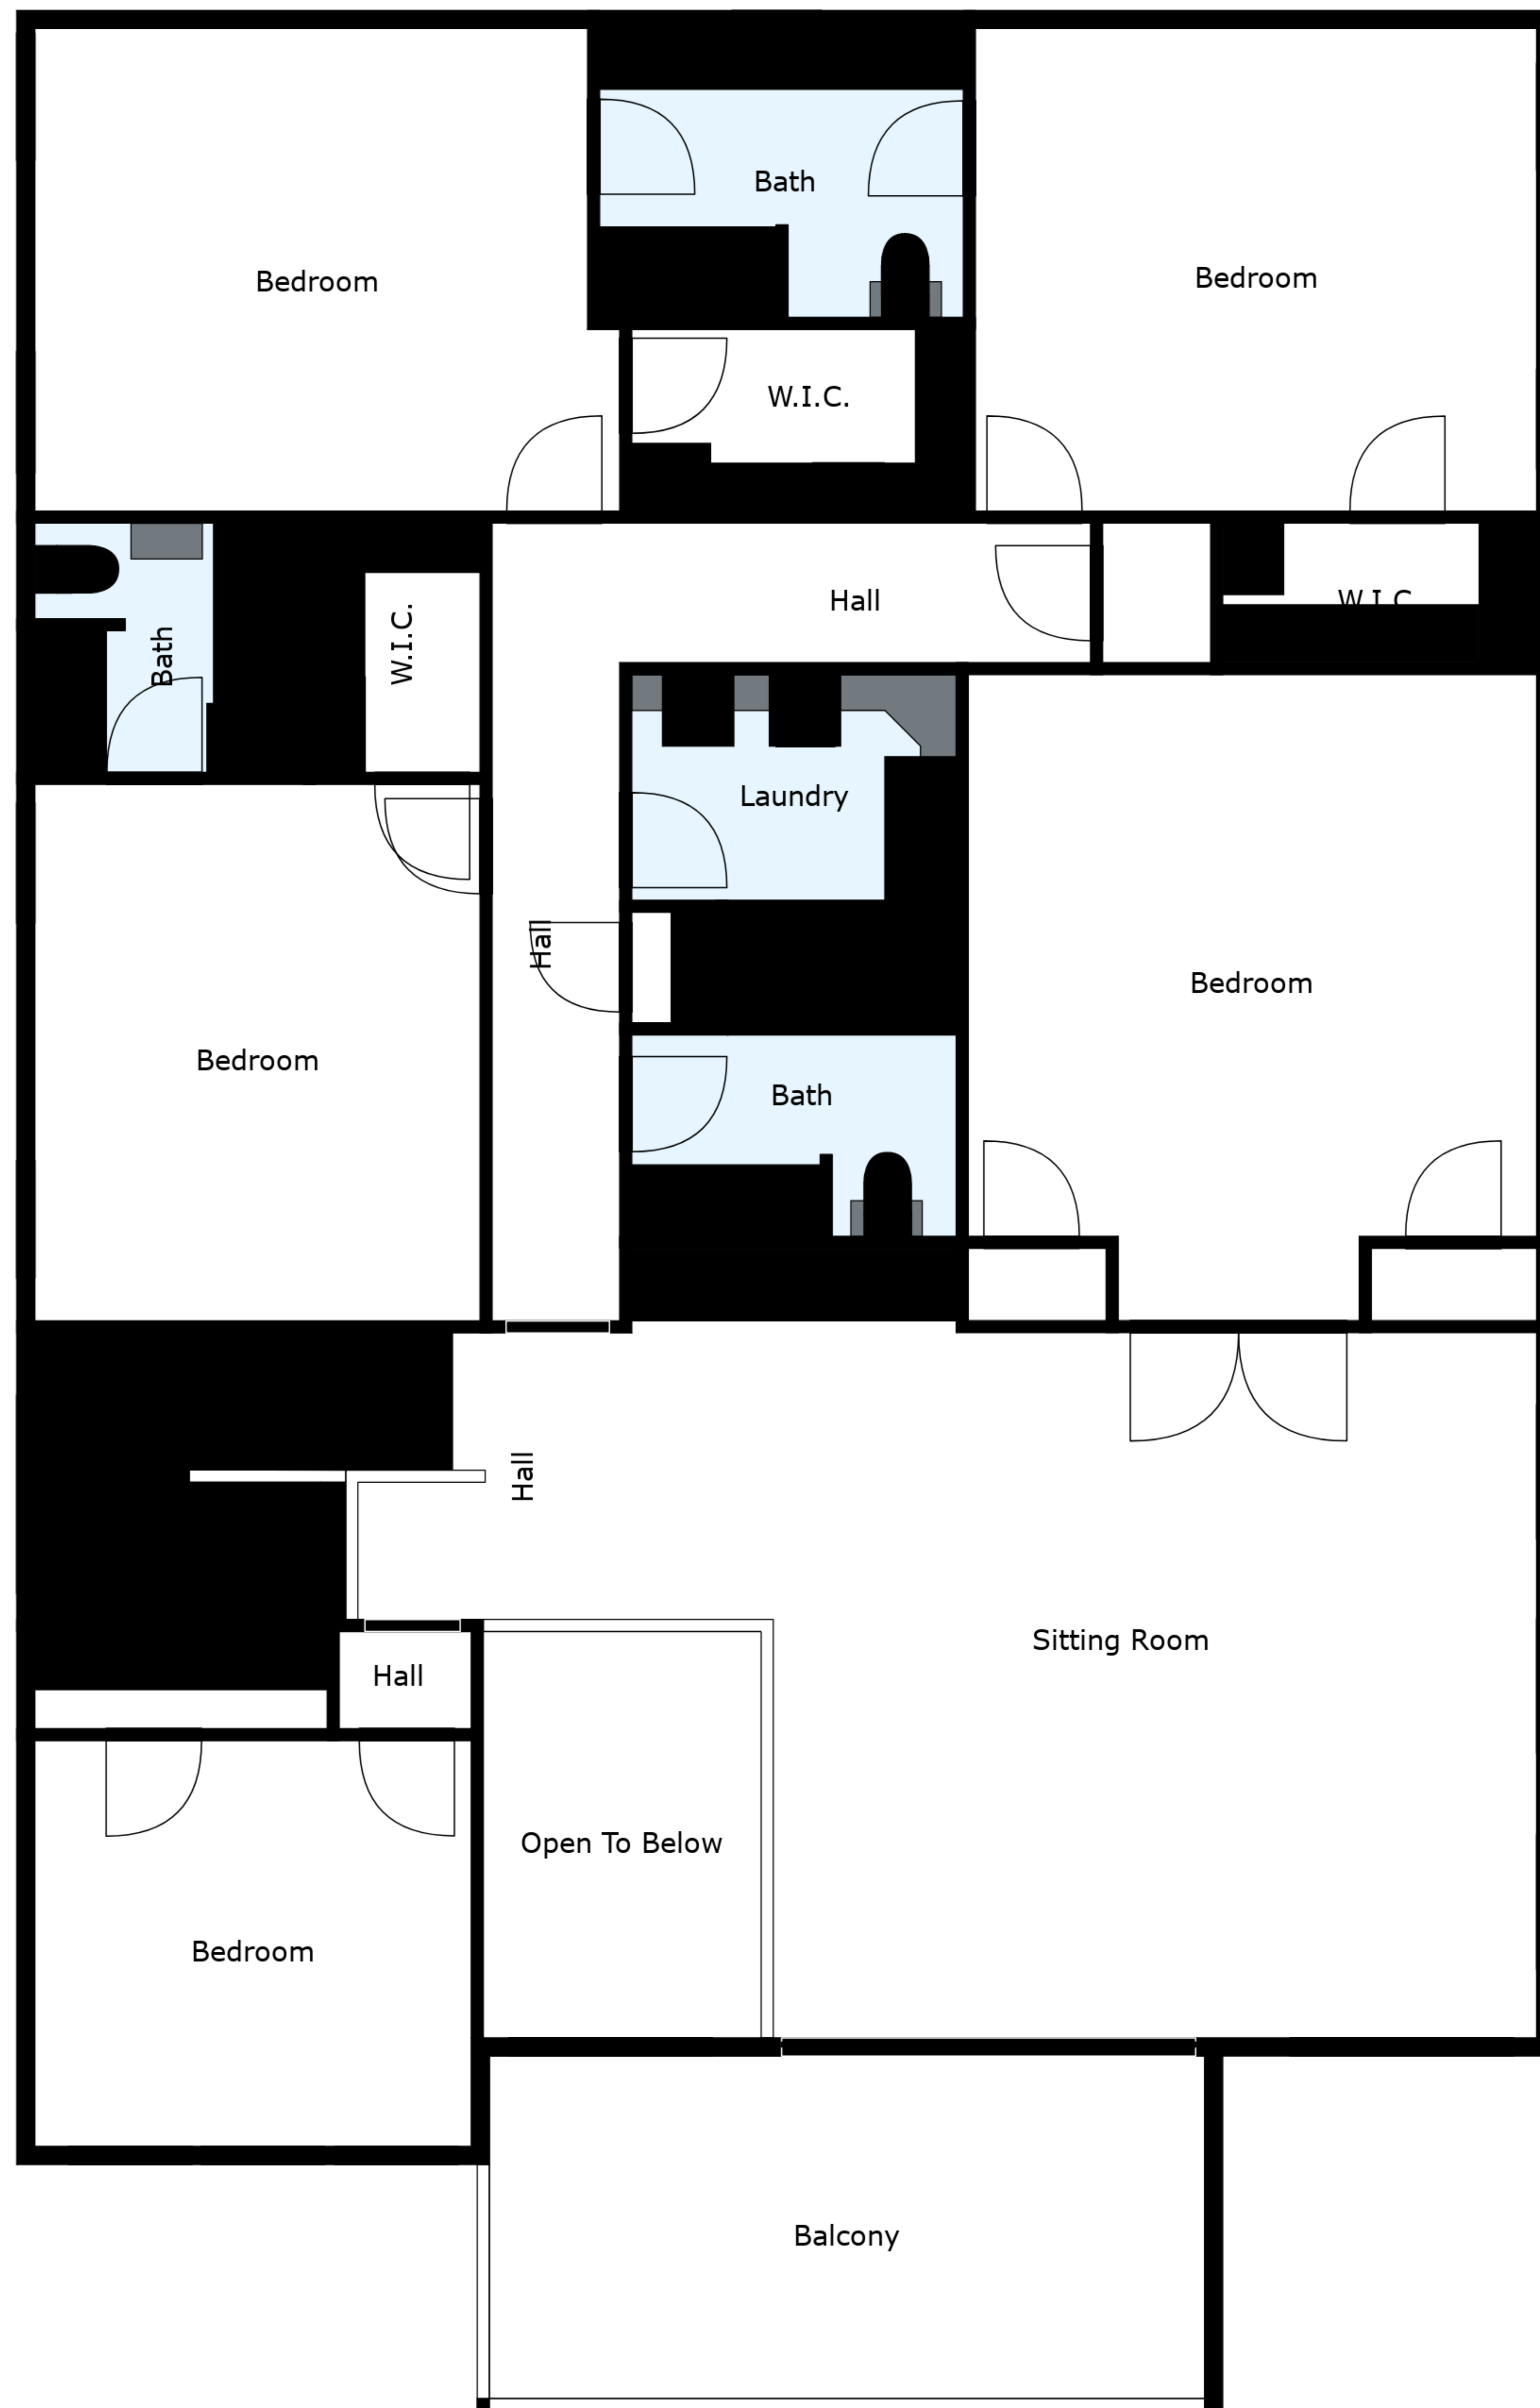 Bath
Bedroom
Bedroom
W.I.C.
Hall
W.I.C
Bath
W.I.C.
Laundry
Hall
Bedroom
Bedroom
Bath
Hall
Sitting Room
Hall
Open To Below
Bedroom
Balcony